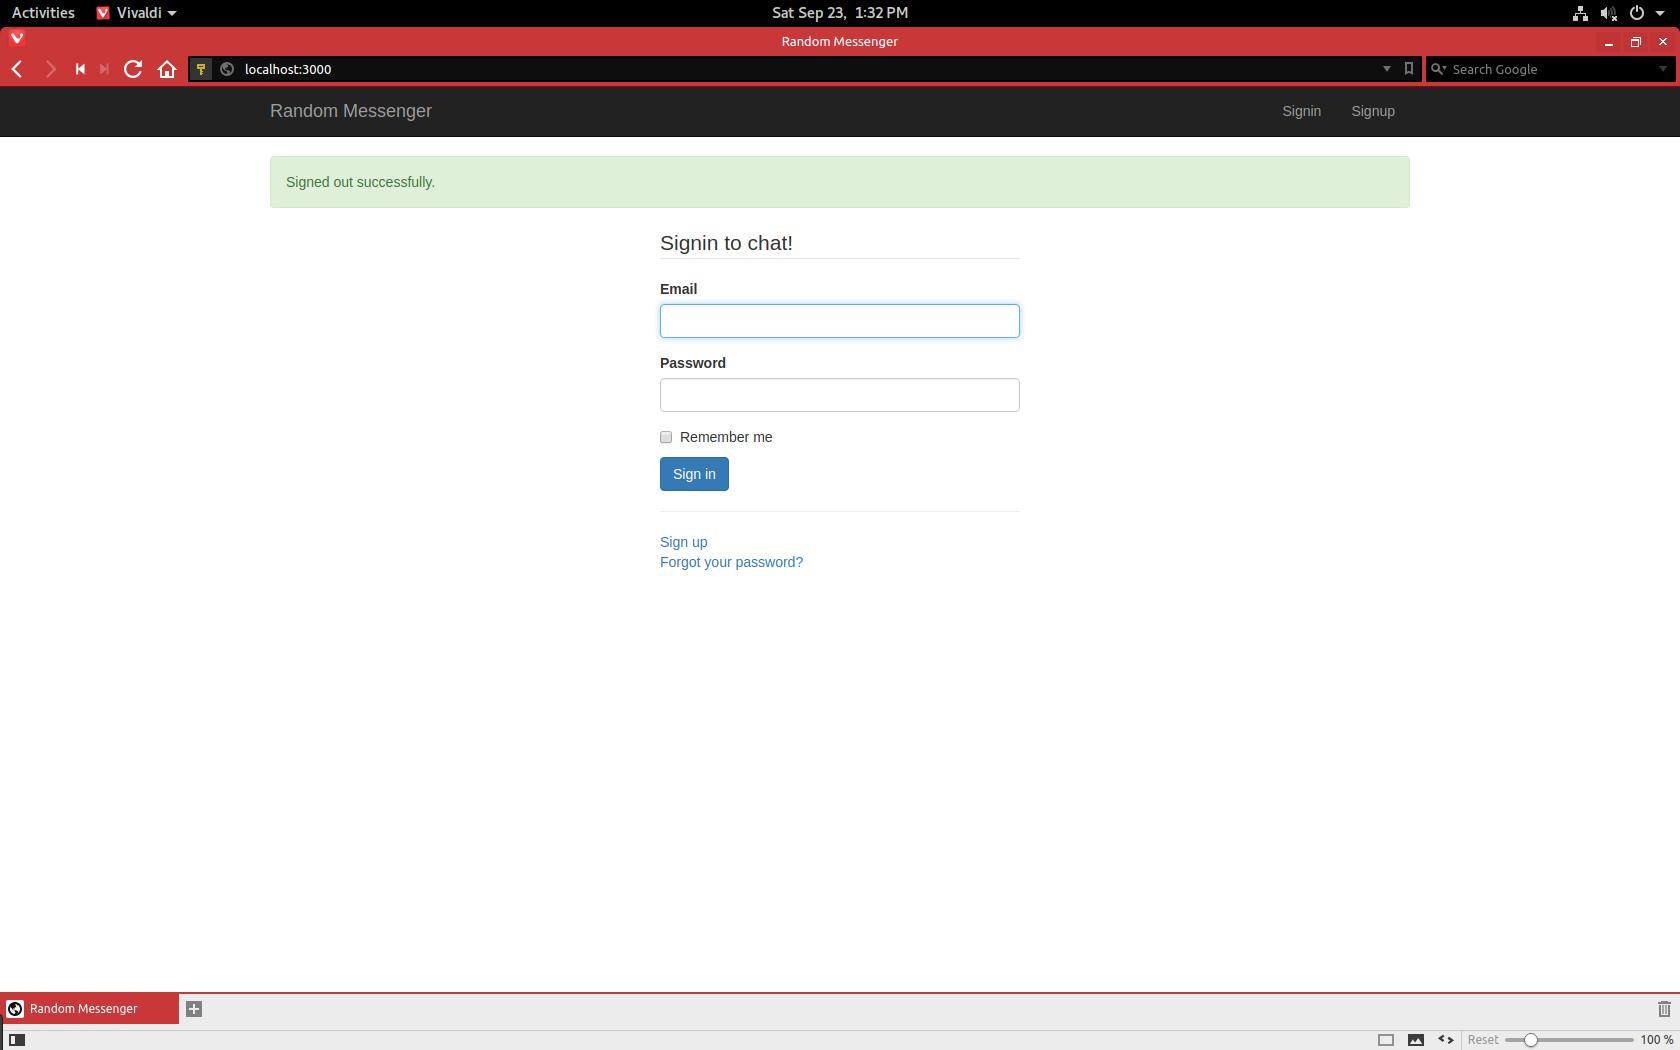 Activities Vivaldi Sat Sep 23, 1:32 PM
Random Messenger
localhost:3000 Search Google
Random Messenger Signin Signup
Signed out successfully.
Signin to chat!
Email
Password
Remember me
Sign in
Sign up
Forgot your password?
Random Messenger
Reset 100 %